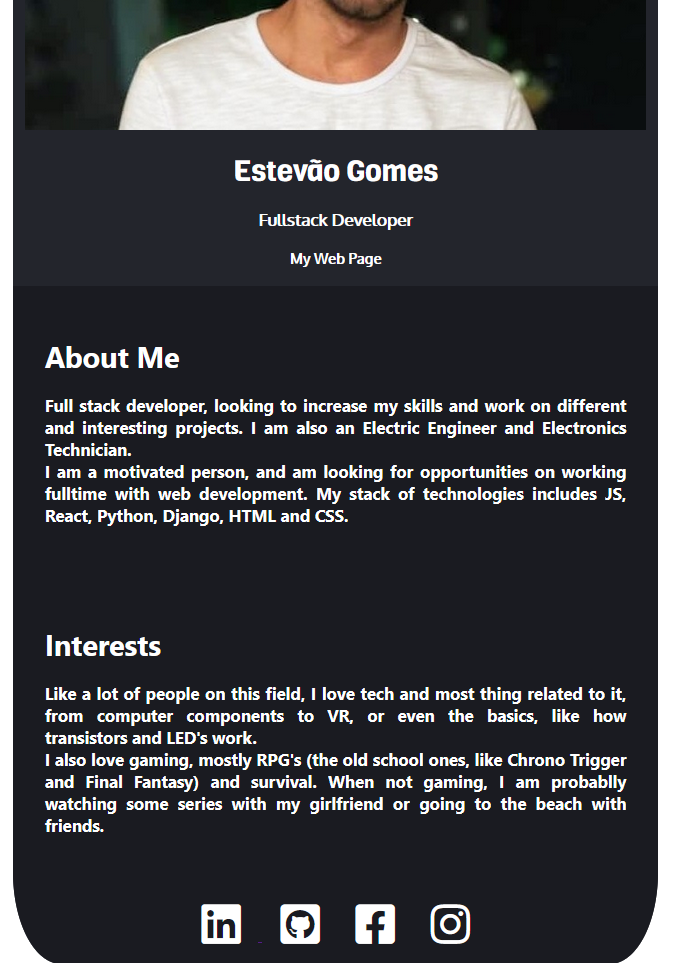 Estevão Gomes
Fullstack Developer
My Web Page
About Me
Full stack developer, looking to increase my skills and work on different
and interesting projects. I am also an Electric Engineer and Electronics
Technician.
I am a motivated person, and am looking for opportunities on working
fulltime with web development. My stack of technologies includes JS,
React, Python, Django, HTML and CSS.
Interests
Like a lot of people on this field, I love tech and most thing related to it,
from computer components to VR, or even the basics, like how
transistors and LED's work.
I also love gaming, mostly RPG's (the old school ones, like Chrono Trigger
and Final Fantasy) and survival. When not gaming, I am probablly
watching some series with my girlfriend or going to the beach with
friends.